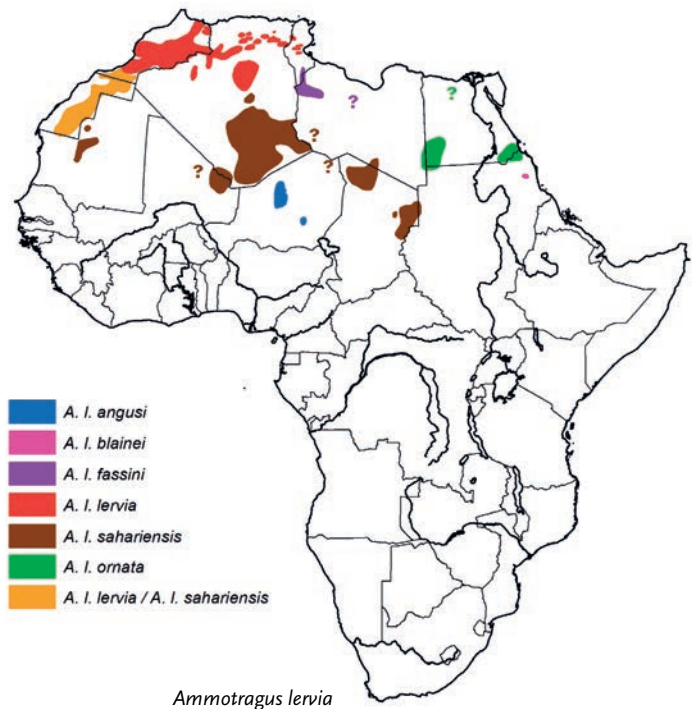 ?
?
?
?
?
A. l. angusi
A. l. blainei
A. l. fassini
A. l. lervia
A. l. sahariensis
A. l. ornata
A. l. lervia / A. l. sahariensis
Ammotragus lervia